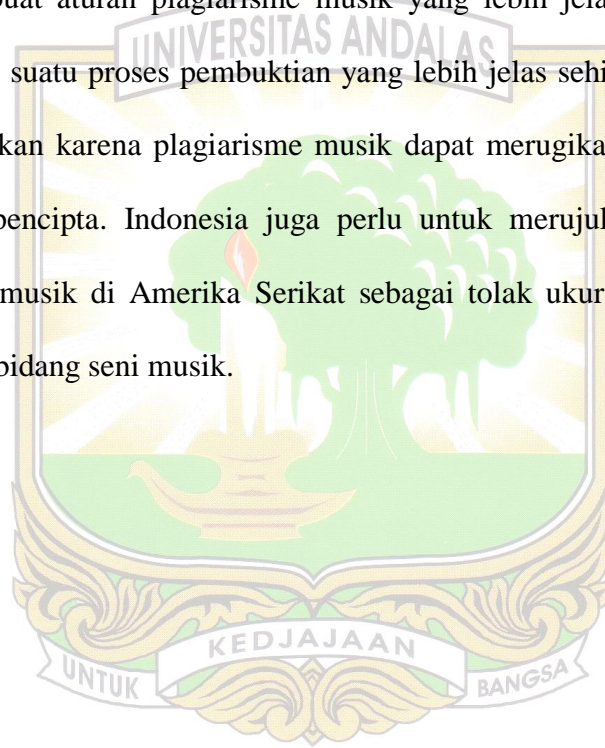 uat aturan plagiarisme musik yang lebih jela
UNIVERSITAS ANDALAS
suatu proses pembuktian yang lebih jelas sehi
kan karena plagiarisme musik dapat merugika
pencipta. Indonesia juga perlu untuk merujuk
musik di Amerika Serikat sebagai tolak ukur
bidang seni musik.
KEDJAJAAN
UNTUK BANGSA